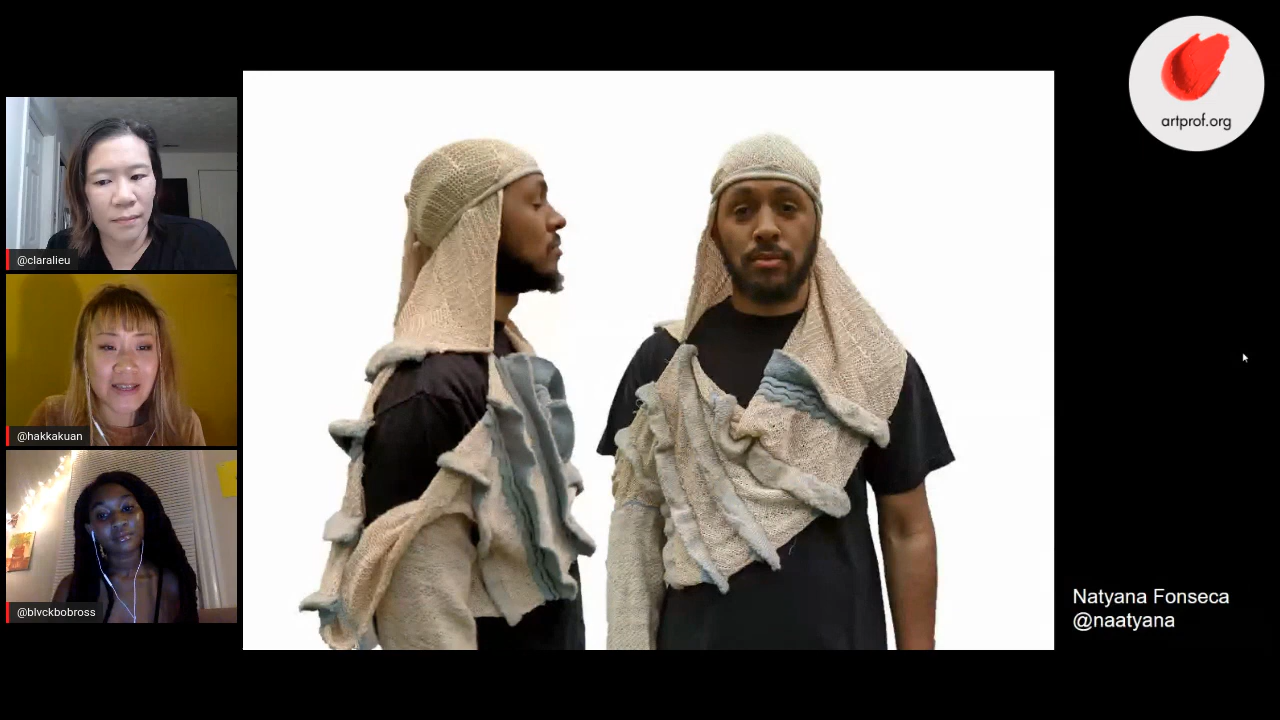 artprof.org
@claralieu
@hakkakuan
@blvckbobross
Natyana Fonseca
@naatyana